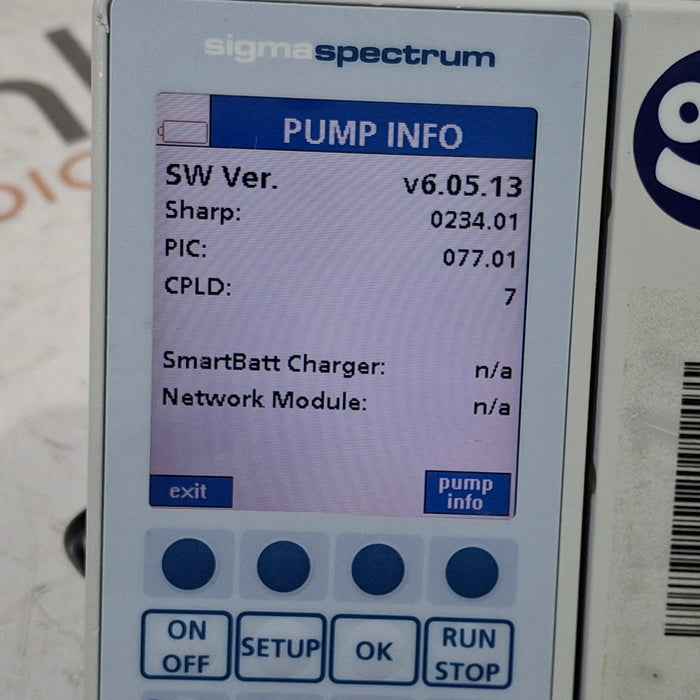 sigmaspectrum
PUMP INFO
SW Ver. v6.05.13
Sharp: 0234.01
PIC: 077.01
CPLD: 7
SmartBatt Charger: n/a
Network Module: n/a
exit
pump
info
ON
OFF
SETUP
OK
RUN
STOP